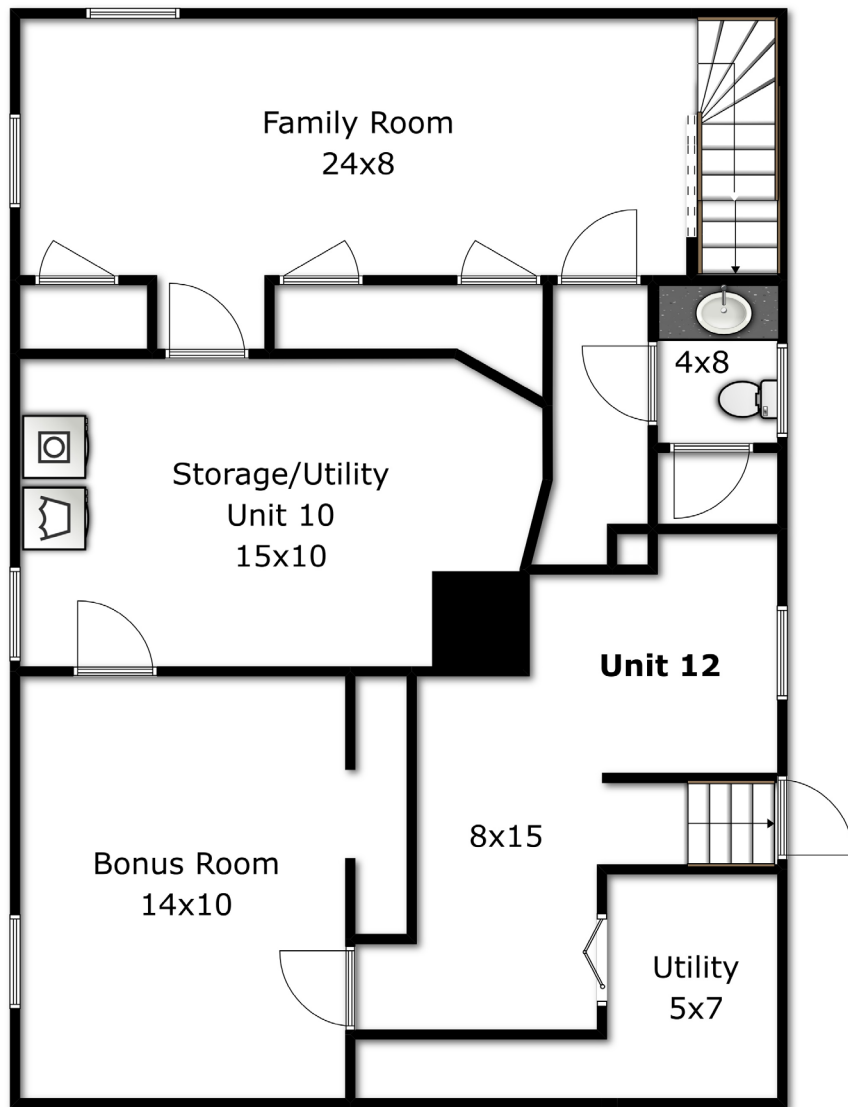 Family Room
24x8
4x8
Storage/Utility
Unit 10
15x10
Unit 12
8x15
Bonus Room
14x10
Utility
5x7